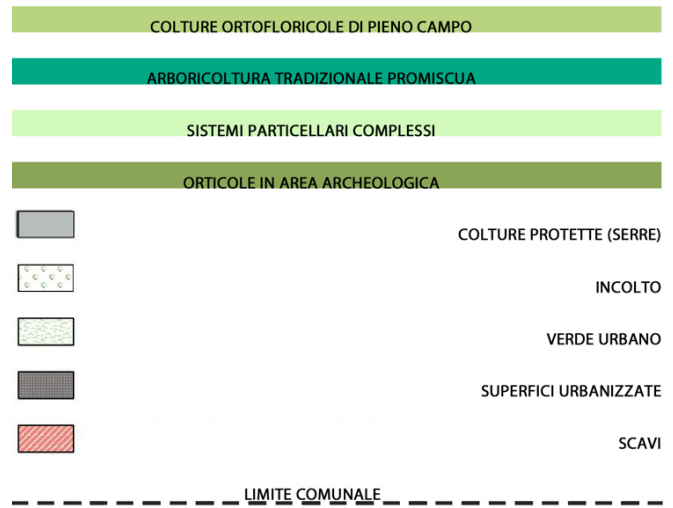 COLTURE ORTOFLORICOLE DI PIENO CAMPO
ARBORICOLTURA TRADIZIONALE PROMISCUA
SISTEMI PARTICELLARI COMPLESSI
ORTICOLE IN AREA ARCHEOLOGICA
COLTURE PROTETTE (SERRE)
INCOLTO
VERDE URBANO
SUPERFICI URBANIZZATE
SCAVI
LIMITE COMUNALE